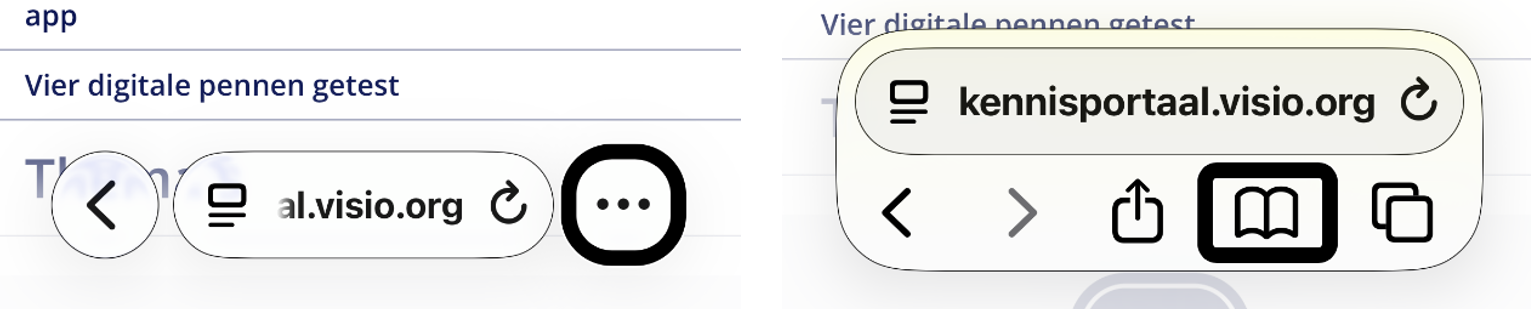 app
Vier digitale pennen getest
al.visio.org
Vier digitale pennen getest
kennisportaal.visio.org